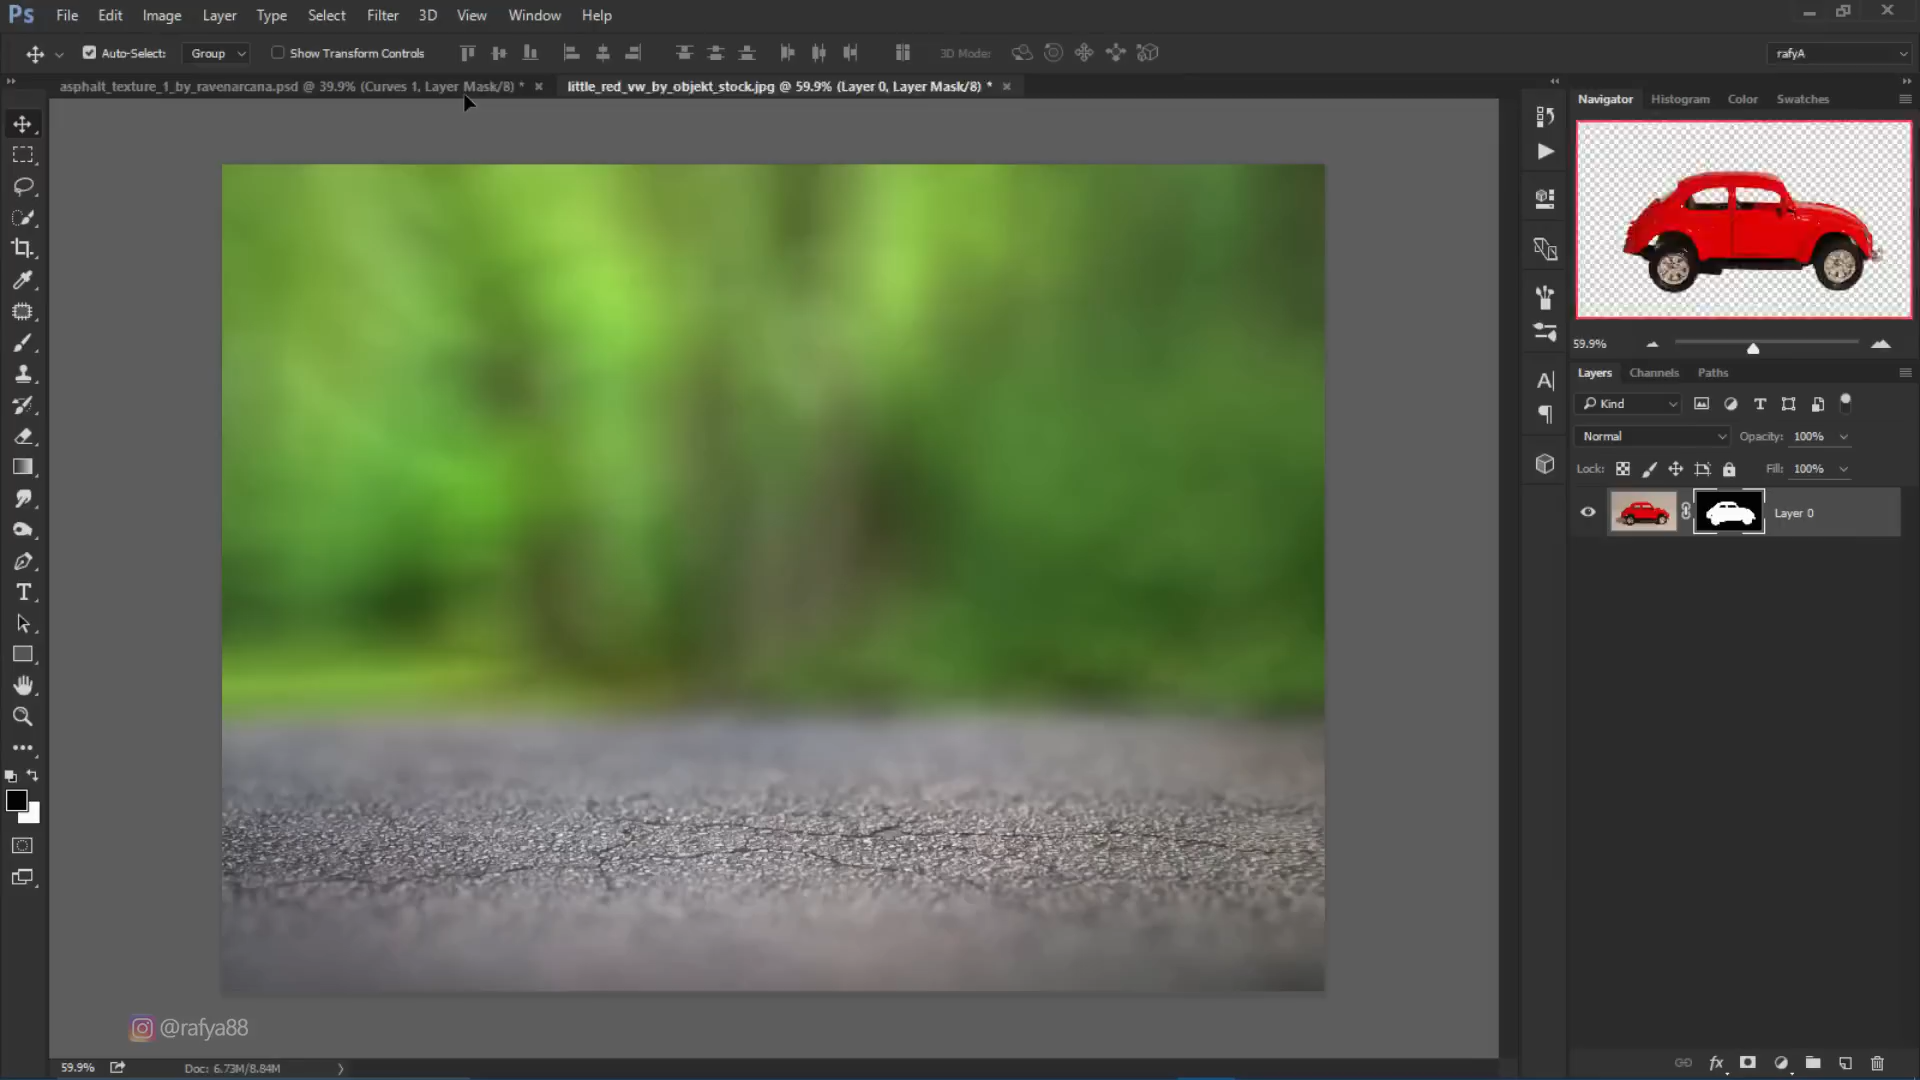 Ps File Edit Image Layer Type Select Filter 3D View Window Help
Auto-Select: Group Show Transform Controls 3D Mode: rafyA
asphalt_texture_1_by_ravenarcana.psd @ 39.9% (Curves 1, Layer Mask/8) * × little_red_vw_by_objekt_stock.jpg @ 59.9% (Layer 0, Layer Mask/8) * ×
Navigator Histogram Color Swatches
59.9%
Layers Channels Paths
Kind
Normal Opacity: 100%
Lock: Fill: 100%
Layer 0
@rafya88
59.9% Doc: 6.73M/8.84M